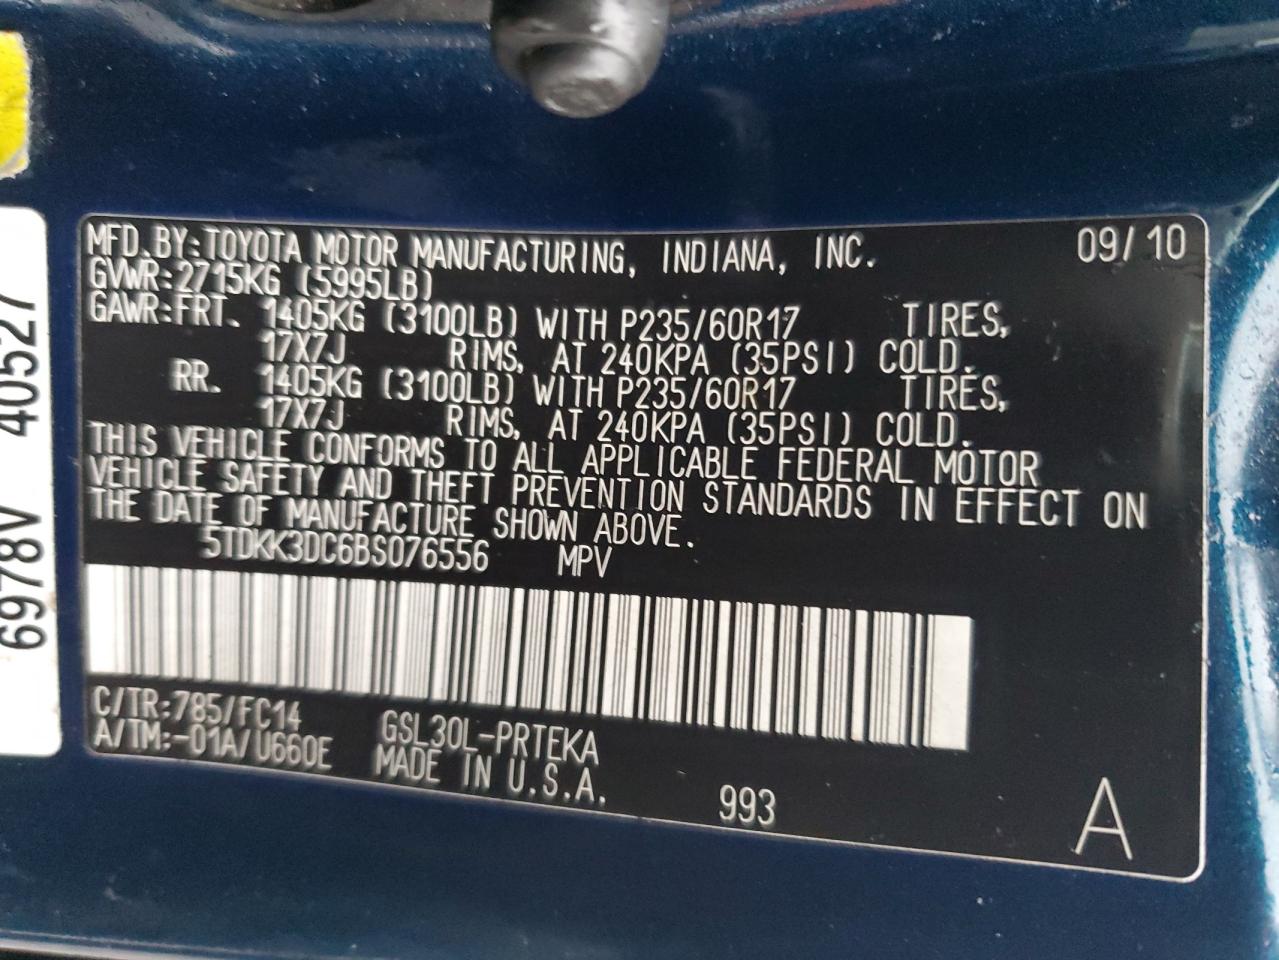 MFD.BY:TOYOTA MOTOR MANUFACTURING, INDIANA, INC. 09/10
GVWR:2715KG (5995LB)
GAWR:FRT. 1405KG (3100LB) WITH P235/60R17 TIRES,
17X7J RIMS, AT 240KPA (35PSI) COLD.
RR. 1405KG (3100LB) WITH P235/60R17 TIRES,
17X7J RIMS, AT 240KPA (35PSI) COLD.
THIS VEHICLE CONFORMS TO ALL APPLICABLE FEDERAL MOTOR
VEHICLE SAFETY AND THEFT PREVENTION STANDARDS IN EFFECT ON
THE DATE OF MANUFACTURE SHOWN ABOVE.
5TDKK3DC6BS076556 MPV
C/TR:785/FC14 GSL30L-PRTEKA
A/TM:-01A/U660E MADE IN U.S.A.
993
A
6978V 40527